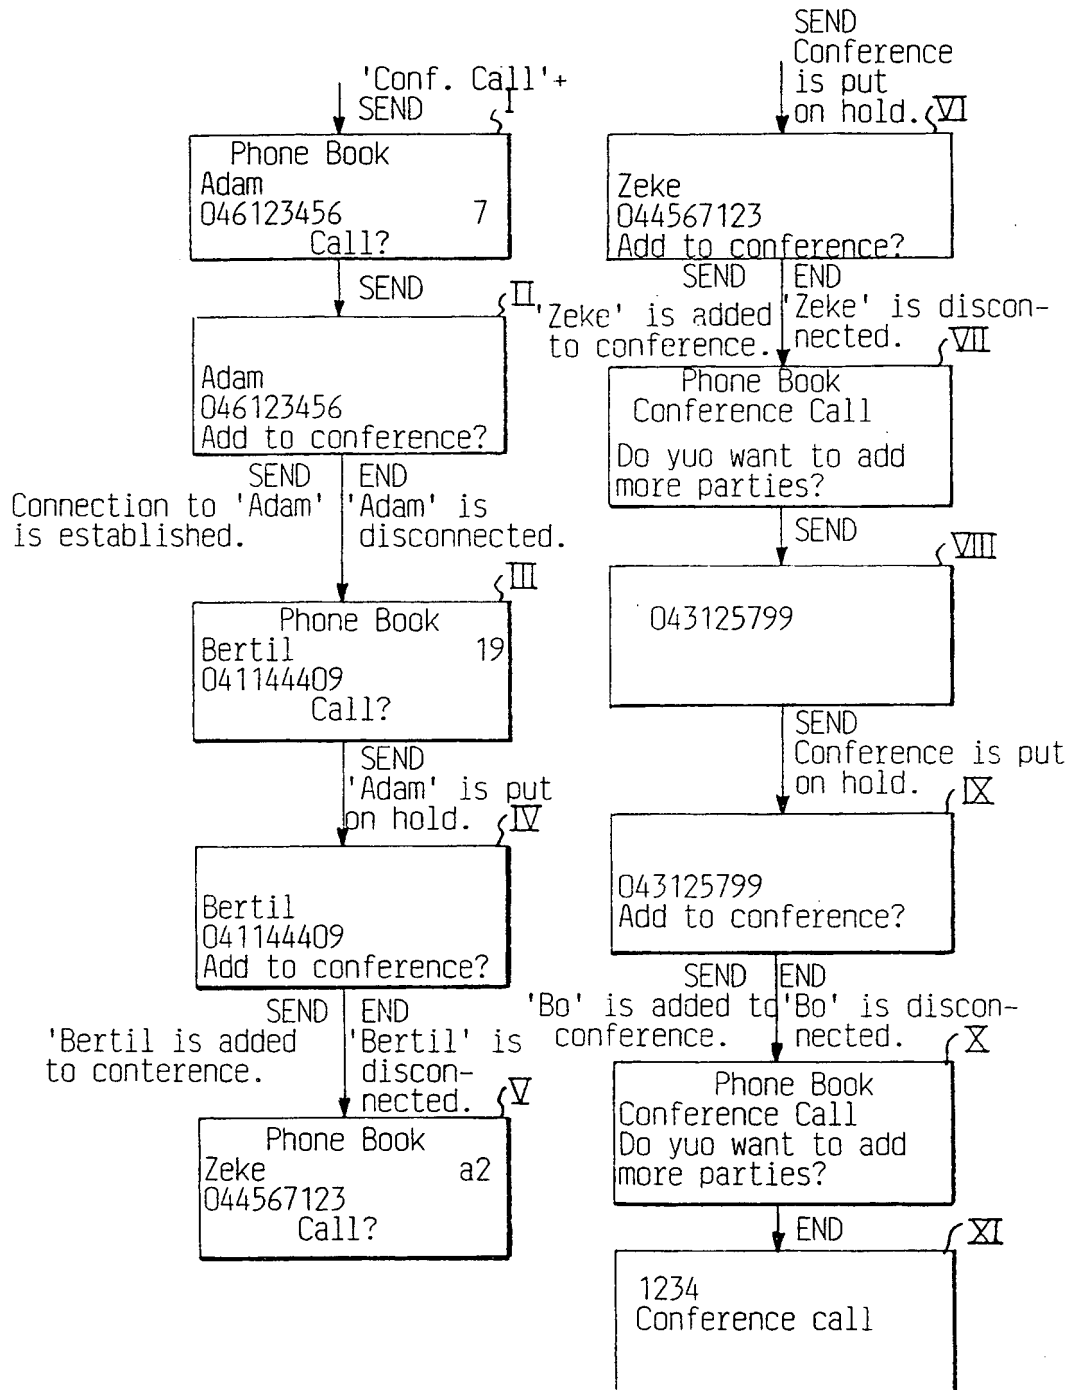 'Conf. Call'+
SEND
I
Phone Book
Adam
046123456 7
Call?
SEND
II
Adam
046123456
Add to conference?
SEND END
Connection to 'Adam' 'Adam' is
is established. disconnected.
III
Phone Book
Bertil 19
041144409
Call?
SEND
'Adam' is put
on hold.
IV
Bertil
041144409
Add to conference?
SEND END
'Bertil is added 'Bertil' is
to conterence. discon-
nected.
V
Phone Book
Zeke a2
044567123
Call?
SEND
Conference
is put
on hold.
VI
Zeke
044567123
Add to conference?
SEND END
'Zeke' is added 'Zeke' is discon-
to conference. nected.
VII
Phone Book
Conference Call
Do yuo want to add
more parties?
SEND
VIII
043125799
SEND
Conference is put
on hold.
IX
043125799
Add to conference?
SEND END
'Bo' is added to 'Bo' is discon-
conference. nected.
X
Phone Book
Conference Call
Do yuo want to add
more parties?
END
XI
1234
Conference call